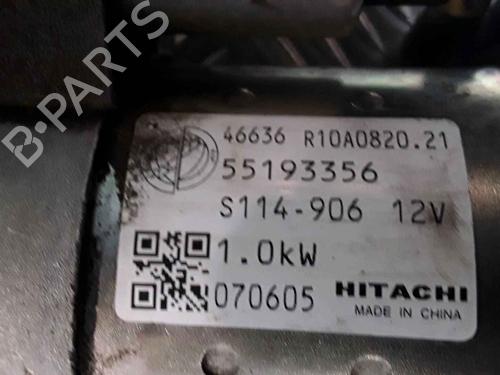 B-PARTS
46636 R10A0820.21
55193356
S114-906 12V
1.0kW
070605 HITACHI
MADE IN CHINA